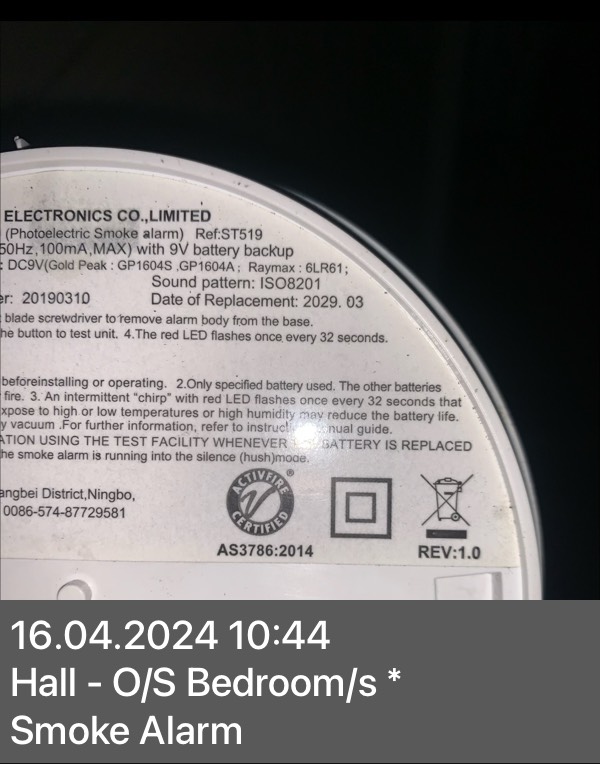 ELECTRONICS CO.,LIMITED
(Photoelectric Smoke alarm) Ref:ST519
50Hz,100mA,MAX) with 9V battery backup
: DC9V(Gold Peak : GP1604S ,GP1604A ; Raymax : 6LR61;
Sound pattern: ISO8201
er: 20190310 Date of Replacement: 2029. 03
blade screwdriver to remove alarm body from the base.
he button to test unit. 4.The red LED flashes once every 32 seconds.
beforeinstalling or operating. 2.Only specified battery used. The other batteries
fire. 3. An intermittent "chirp" with red LED flashes once every 32 seconds that
xpose to high or low temperatures or high humidity may reduce the battery life.
y vacuum .For further information, refer to instruc nual guide.
ATION USING THE TEST FACILITY WHENEVER BATTERY IS REPLACED
he smoke alarm is running into the silence (hush)mode.
angbei District,Ningbo,
0086-574-87729581
ACTIVFIRE ®
CERTIFIED
AS3786:2014
REV:1.0
16.04.2024 10:44
Hall - O/S Bedroom/s *
Smoke Alarm